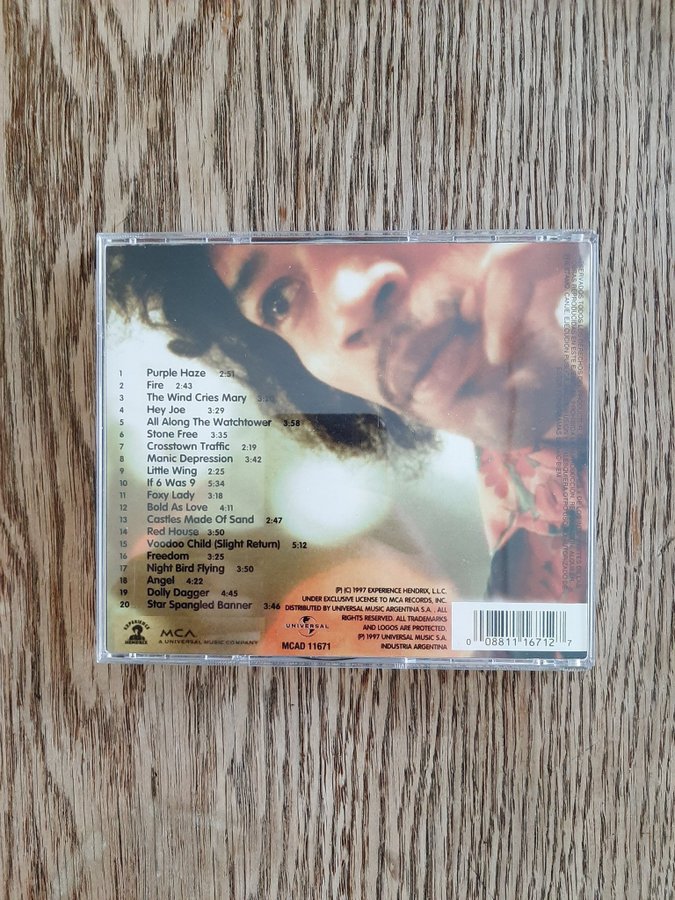 1 Purple Haze 2:51
2 Fire 2:43
3 The Wind Cries Mary
4 Hey Joe 3:29
5 All Along The Watchtower 3:58
6 Stone Free 3:35
7 Crosstown Traffic 2:19
8 Manic Depression 3:42
9 Little Wing 2:25
10 If 6 Was 9 5:34
11 Foxy Lady 3:18
12 Bold As Love 4:11
13 Castles Made Of Sand 2:47
14 Red House 3:50
15 Voodoo Child (Slight Return) 5:12
16 Freedom 3:25
17 Night Bird Flying 3:50
18 Angel 4:22
19 Dolly Dagger 4:45
20 Star Spangled Banner 3:46
EXPERIENCE
HENDRIX
MCA
A UNIVERSAL MUSIC COMPANY
UNIVERSAL
MCAD 11671
(P) (C) 1997 EXPERIENCE HENDRIX, L.L.C.
UNDER EXCLUSIVE LICENSE TO MCA RECORDS, INC.
DISTRIBUTED BY UNIVERSAL MUSIC ARGENTINA S.A . ALL
RIGHTS RESERVED. ALL TRADEMARKS
AND LOGOS ARE PROTECTED.
(P) 1997 UNIVERSAL MUSIC S.A.
INDUSTRIA ARGENTINA
0 08811 16712 7